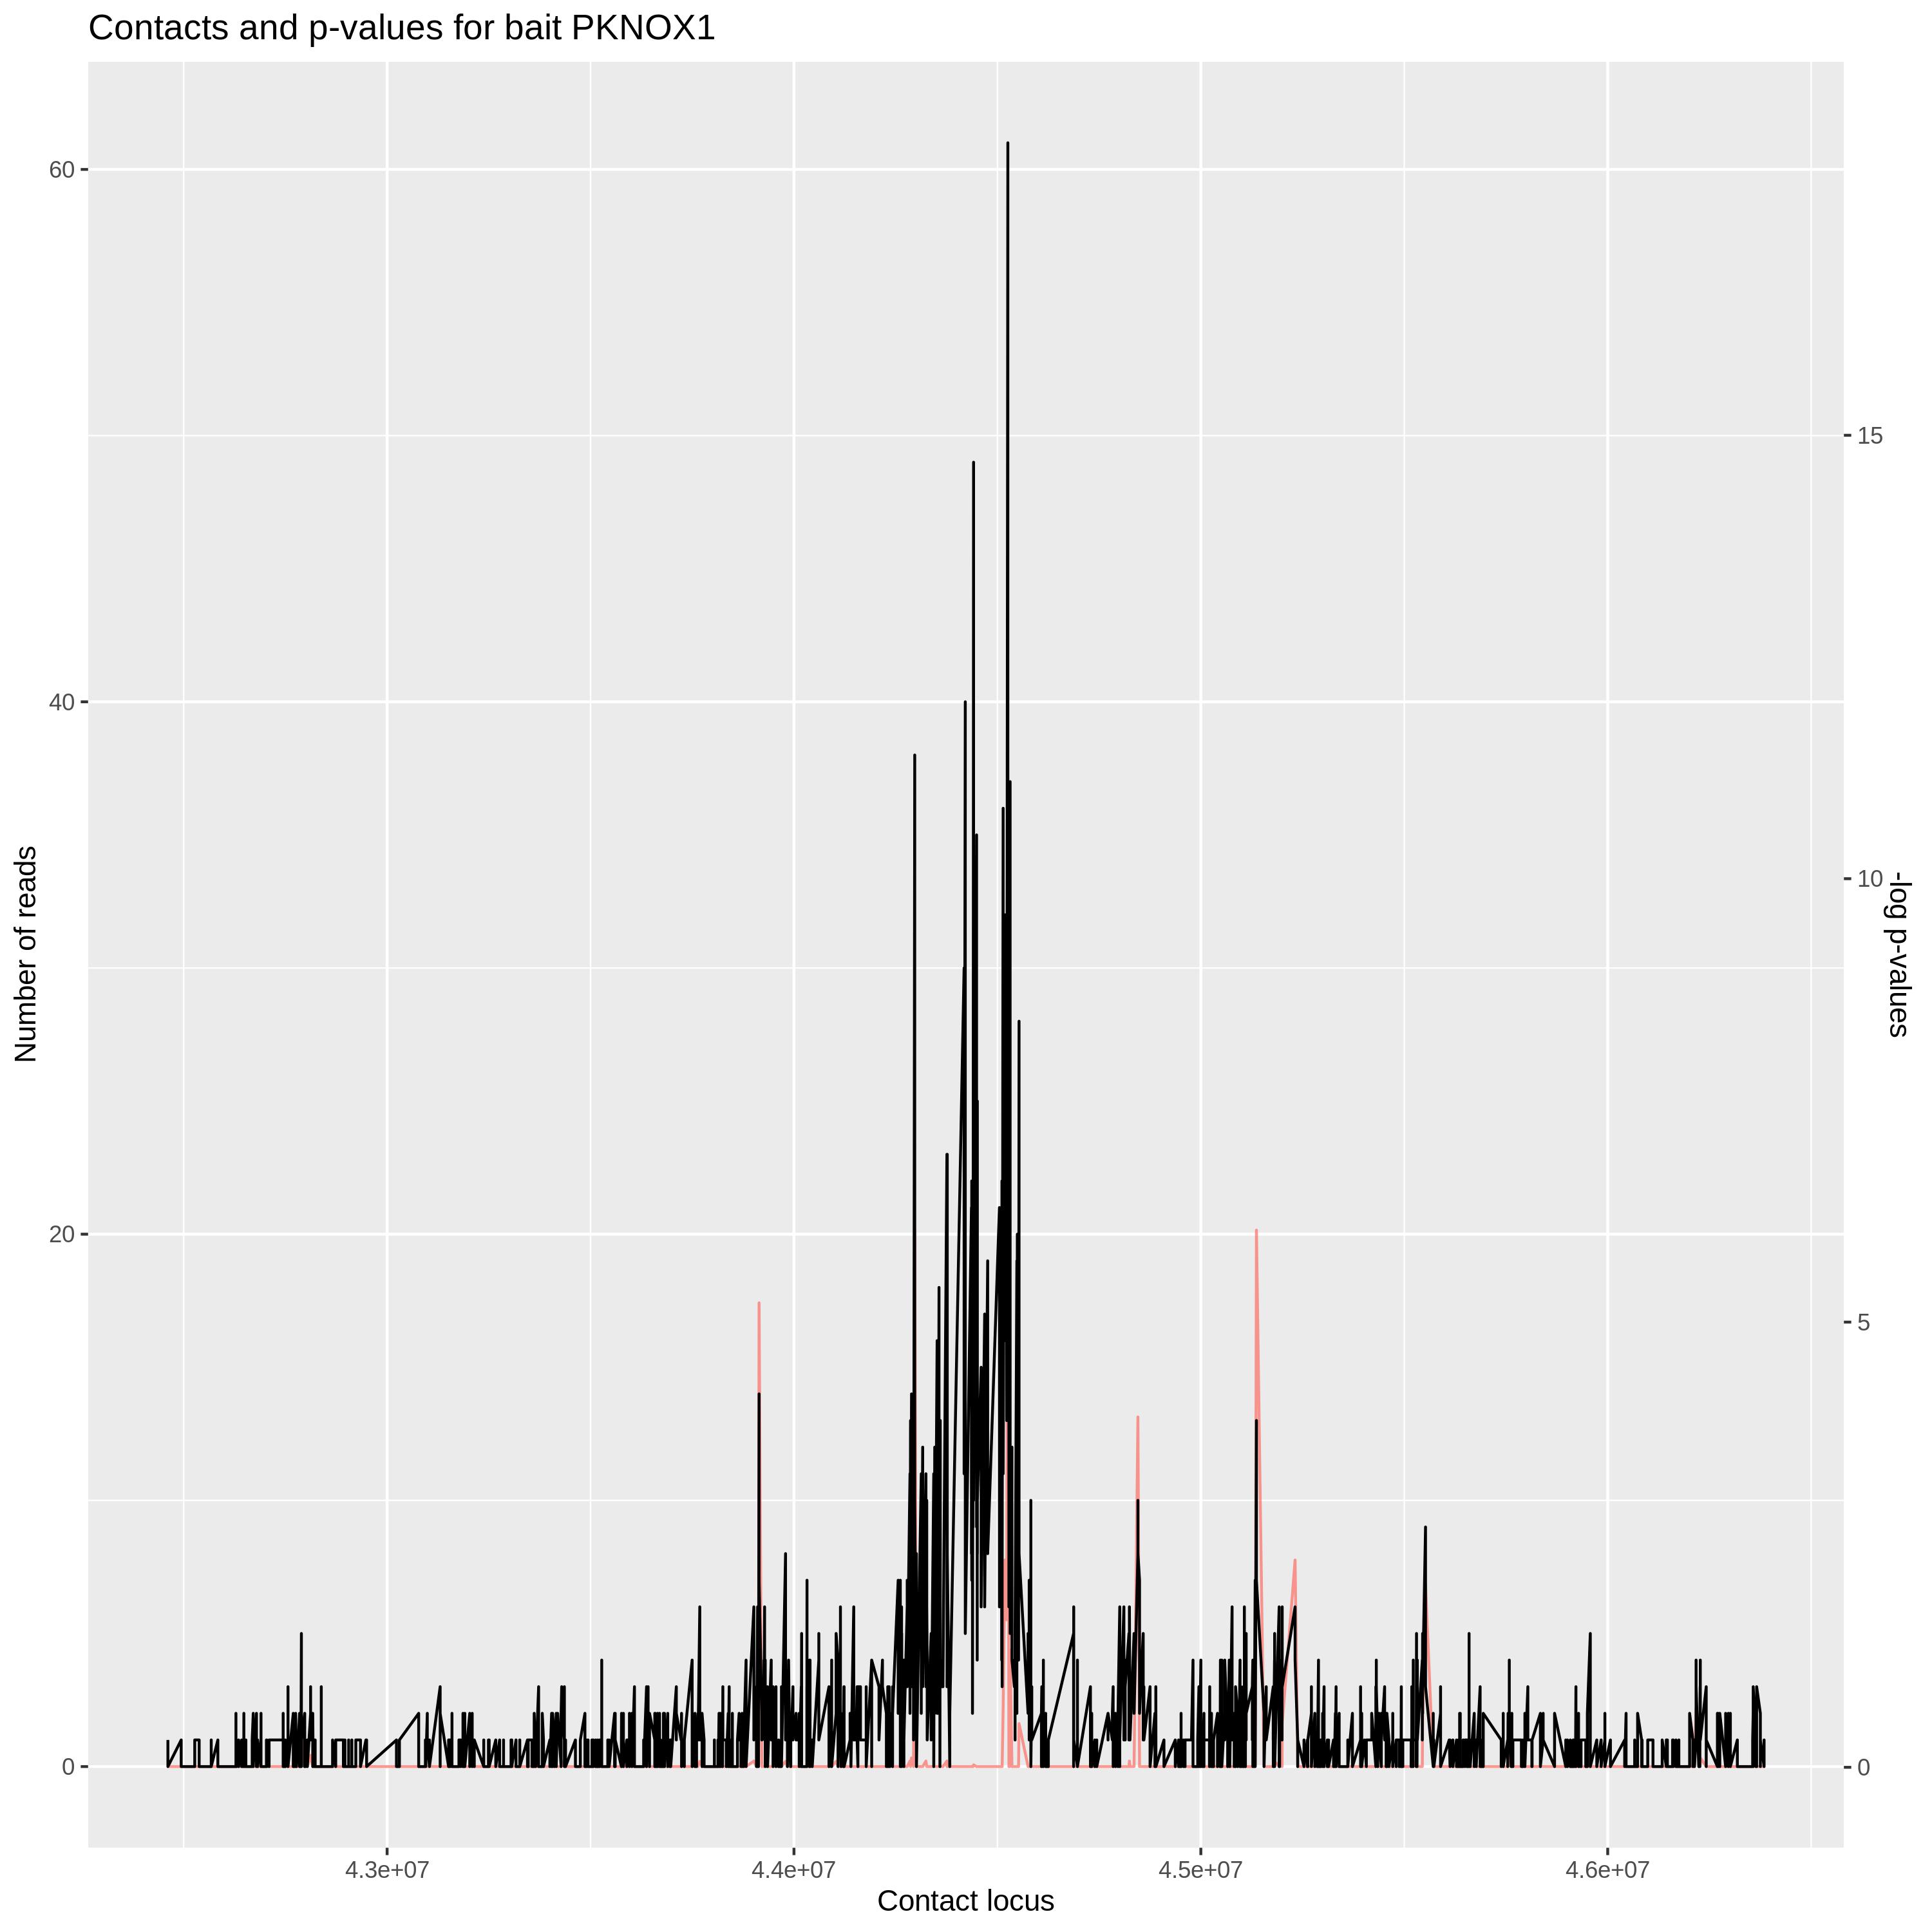 Contacts and p-values for bait PKNOX1
60
40
20
0
Number of reads
15
10
5
0
-log p-values
4.3e+07
4.4e+07
4.5e+07
4.6e+07
Contact locus